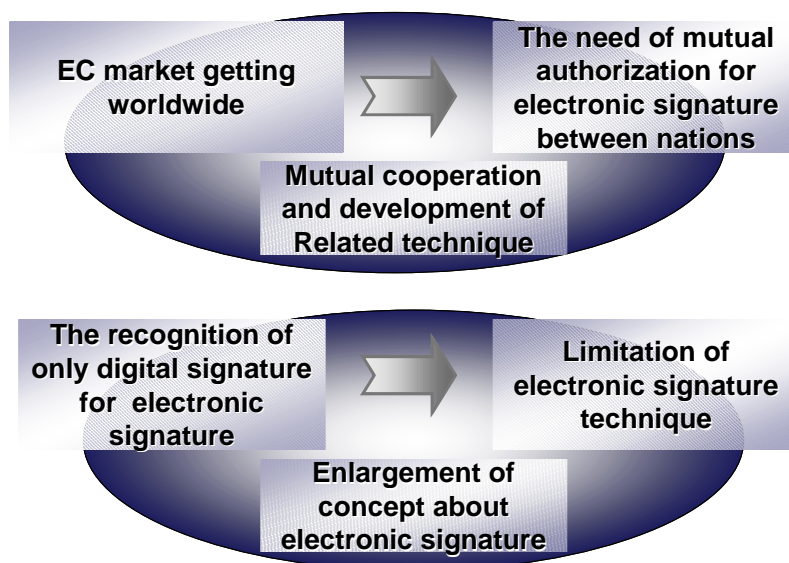 EC market getting
worldwide
The need of mutual
authorization for
electronic signature
between nations
Mutual cooperation
and development of
Related technique
The recognition of
only digital signature
for electronic
signature
Limitation of
electronic signature
technique
Enlargement of
concept about
electronic signature